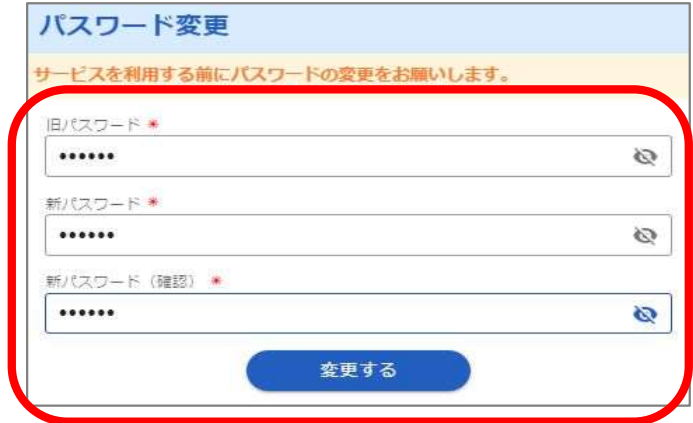 パスワード変更
サービスを利用する前にパスワードの変更をお願いします。
旧パスワード *
••••••
新パスワード *
••••••
新パスワード（確認） *
••••••
変更する